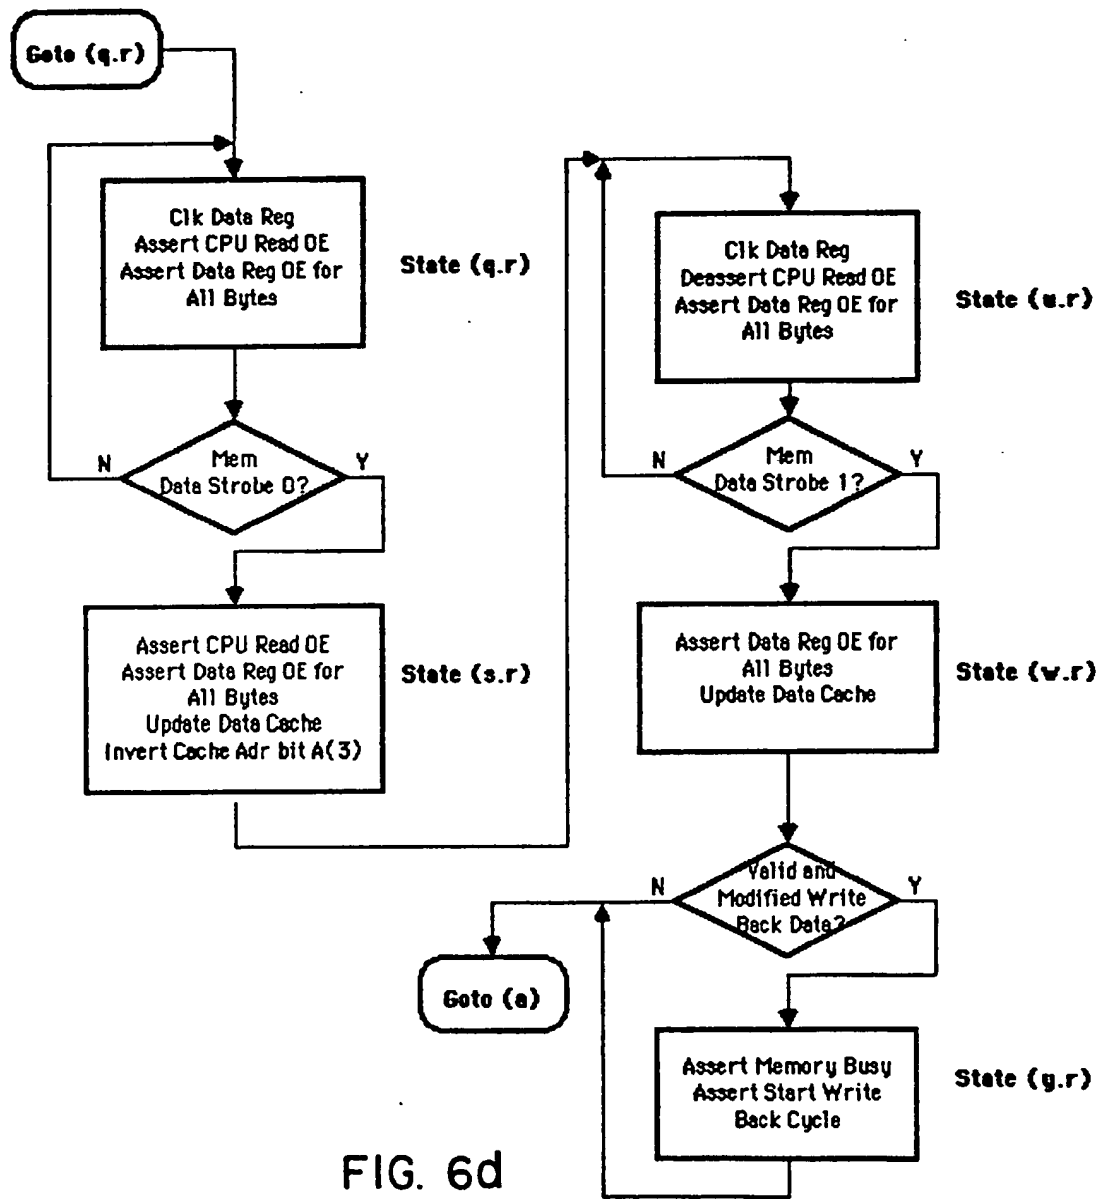 Goto (q.r)
Clk Data Reg
Assert CPU Read OE
Assert Data Reg OE for
All Bytes
State (q.r)
N
Mem
Data Strobe 0?
Y
Assert CPU Read OE
Assert Data Reg OE for
All Bytes
Update Data Cache
Invert Cache Adr bit A(3)
State (s.r)
Clk Data Reg
Deassert CPU Read OE
Assert Data Reg OE for
All Bytes
State (u.r)
N
Mem
Data Strobe 1?
Y
Assert Data Reg OE for
All Bytes
Update Data Cache
State (w.r)
N
Valid and
Modified Write
Back Data?
Y
Goto (a)
Assert Memory Busy
Assert Start Write
Back Cycle
State (y.r)
FIG. 6d